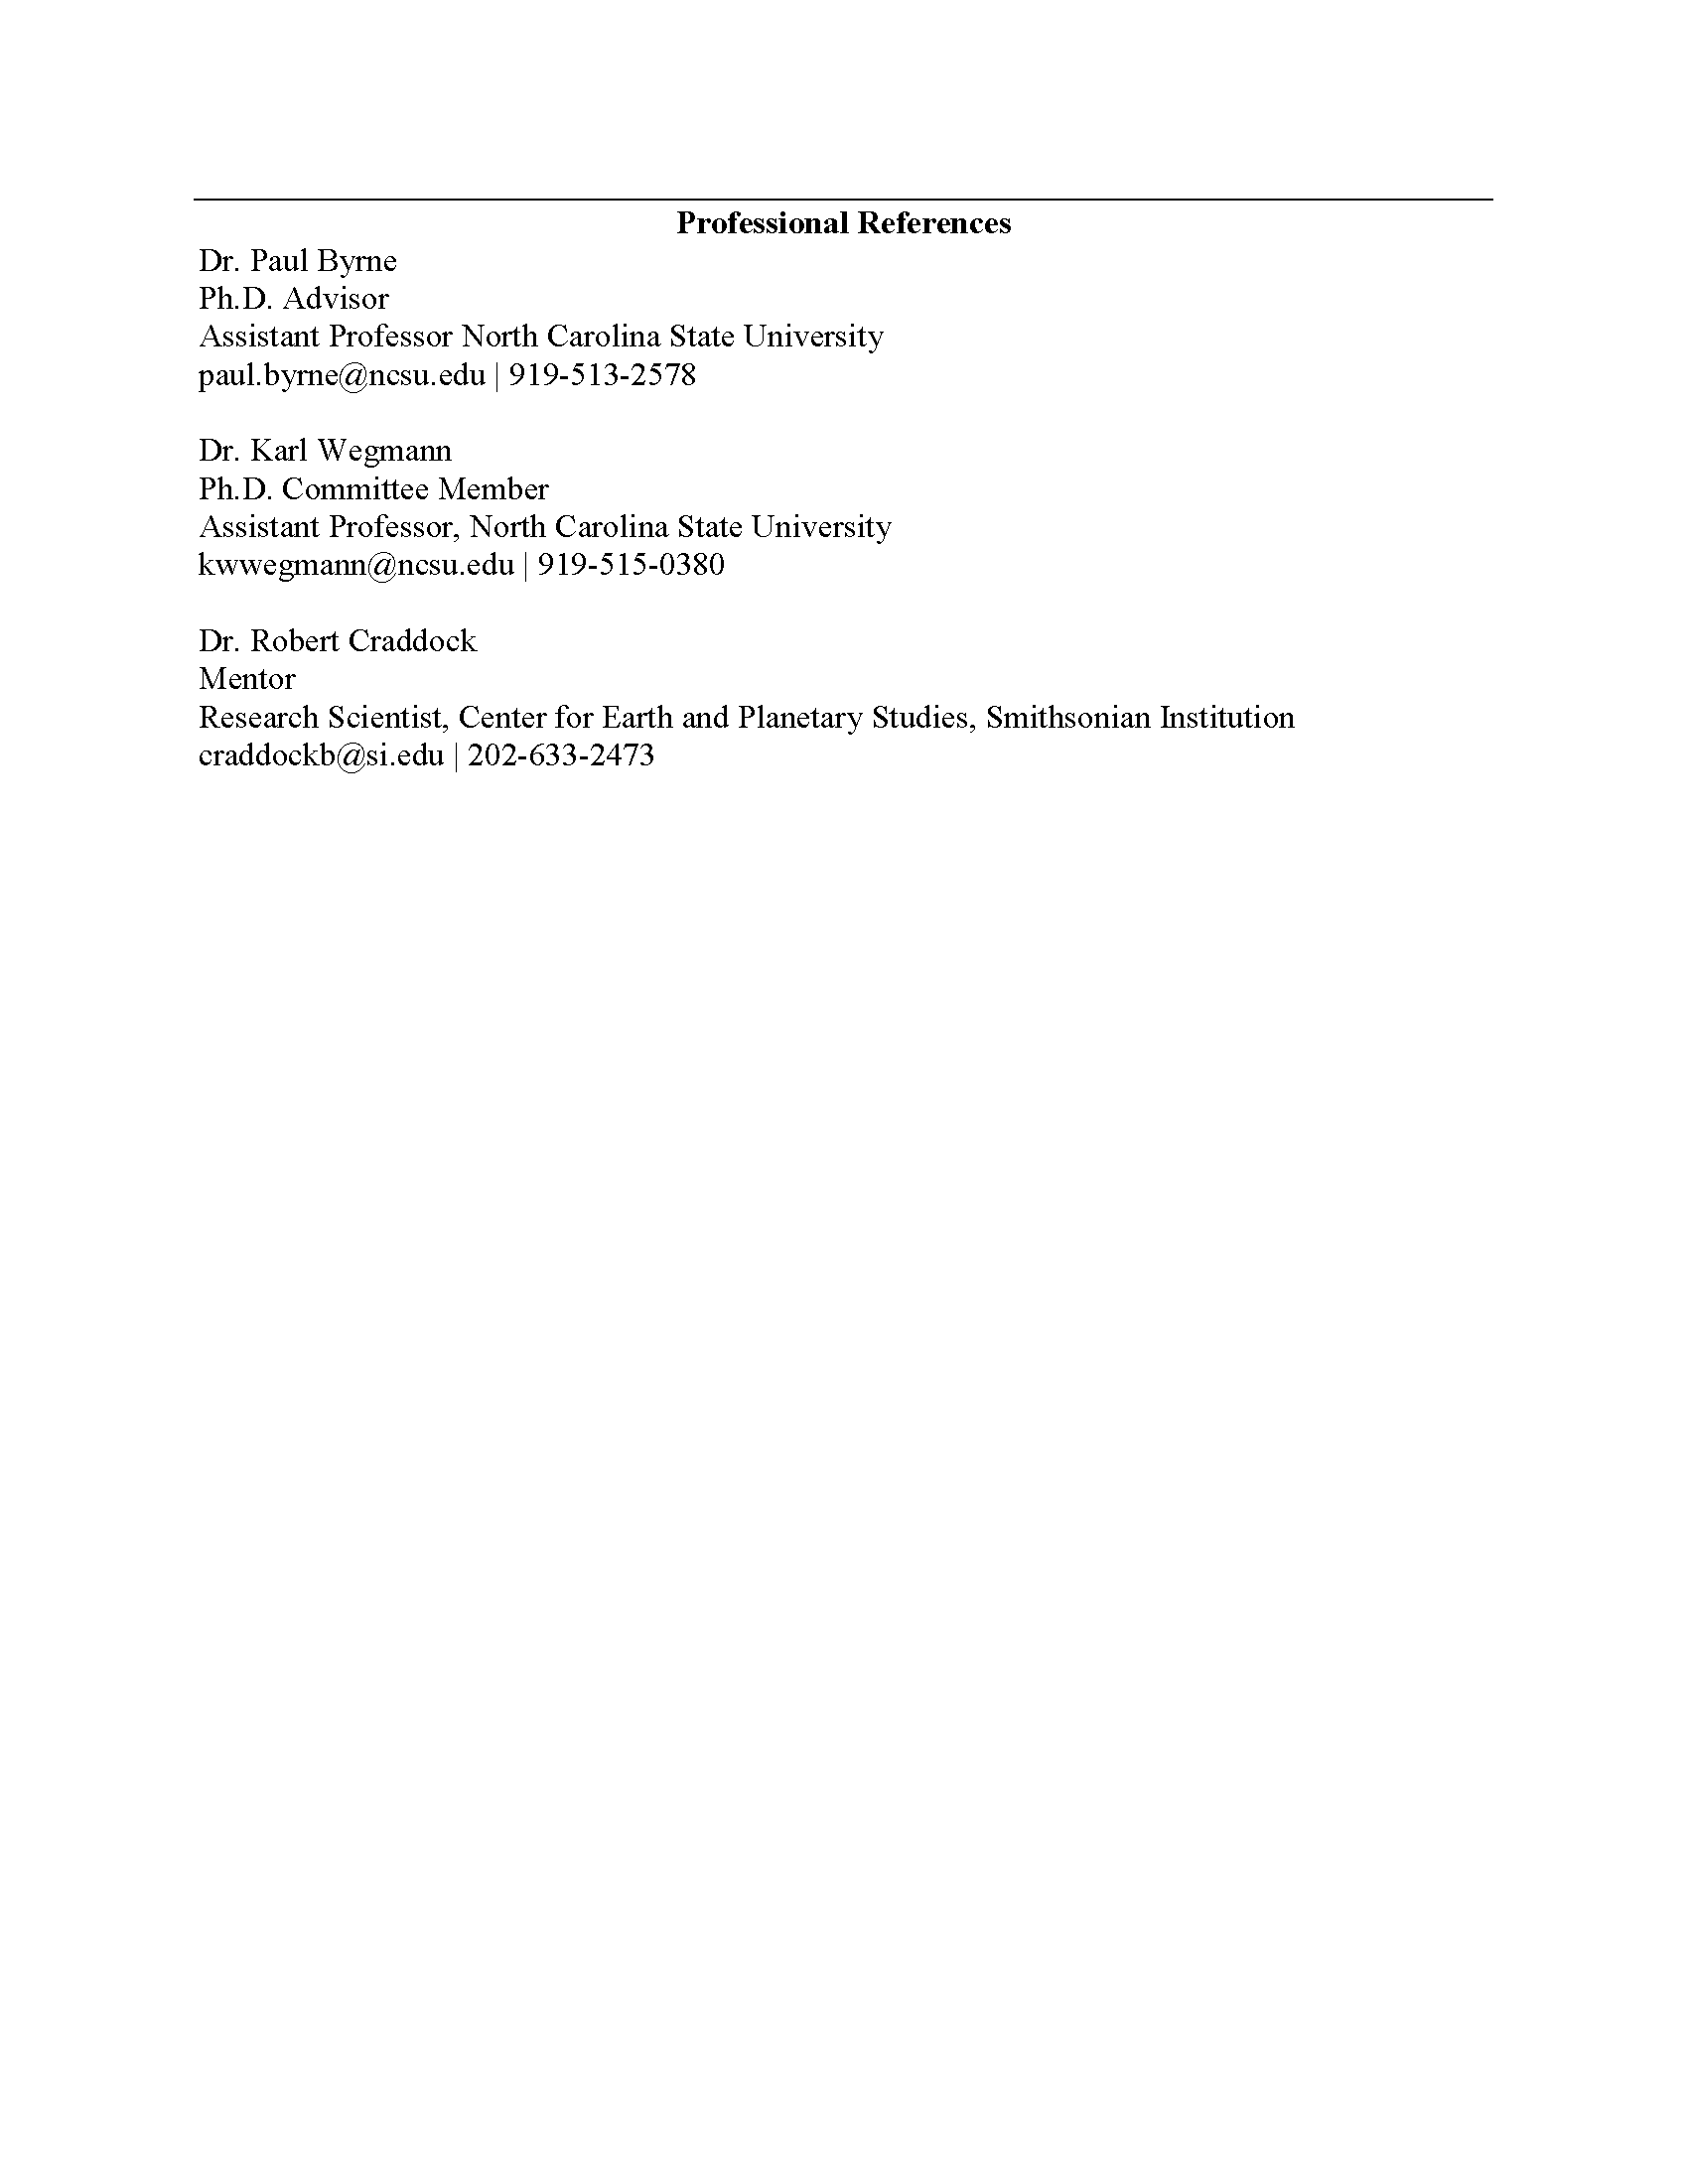 Professional References
Dr. Paul Byrne
Ph.D. Advisor
Assistant Professor North Carolina State University
paul.byrne@ncsu.edu | 919-513-2578
Dr. Karl Wegmann
Ph.D. Committee Member
Assistant Professor, North Carolina State University
kwwegmann@ncsu.edu | 919-515-0380
Dr. Robert Craddock
Mentor
Research Scientist, Center for Earth and Planetary Studies, Smithsonian Institution
craddockb@si.edu | 202-633-2473